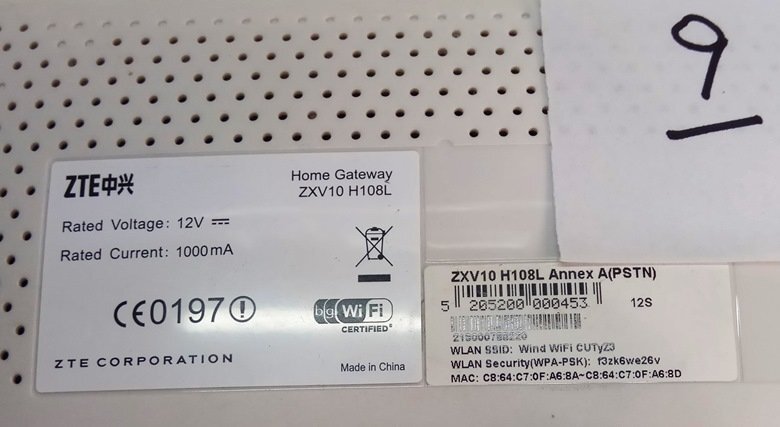 9
ZTE中兴
Home Gateway
ZXV10 H108L
Rated Voltage: 12V
Rated Current: 1000mA
CE0197
b g Wi Fi
CERTIFIED
ZTE CORPORATION
Made in China
ZXV10 H108L Annex A(PSTN)
5 205200 000453
12S
WLAN SSID: Wind WiFi CUTyZ3
WLAN Security(WPA-PSK): f3zk6we26v
MAC: C8:64:C7:0F:A6:8A~C8:64:C7:0F:A6:8D